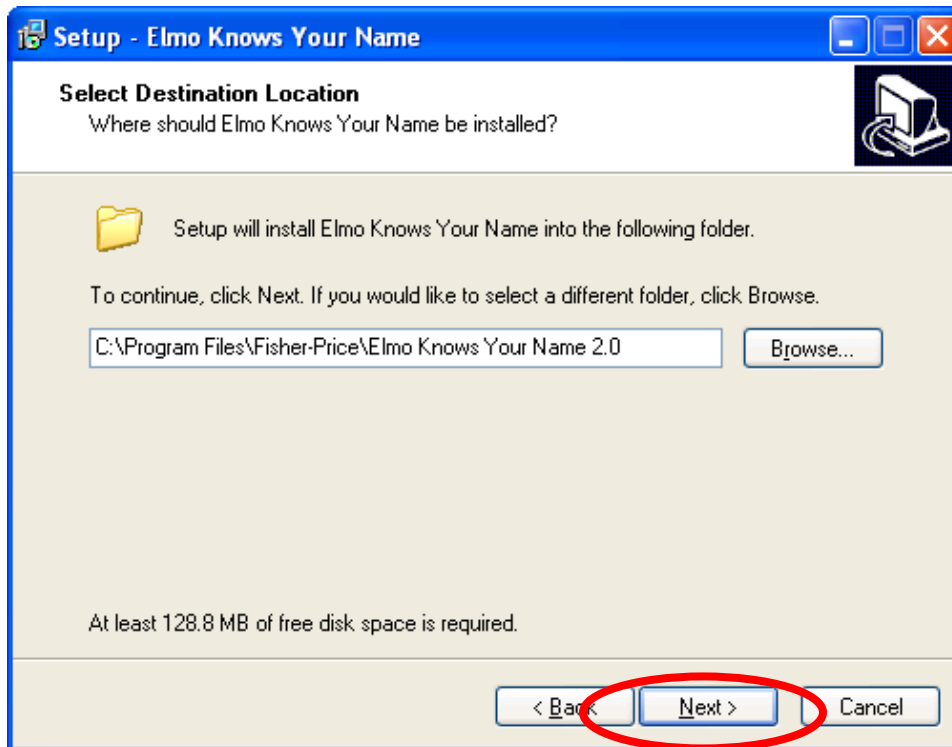 Setup - Elmo Knows Your Name
Select Destination Location
Where should Elmo Knows Your Name be installed?
Setup will install Elmo Knows Your Name into the following folder.
To continue, click Next. If you would like to select a different folder, click Browse.
C:\Program Files\Fisher-Price\Elmo Knows Your Name 2.0 Browse...
At least 128.8 MB of free disk space is required.
< Back Next > Cancel